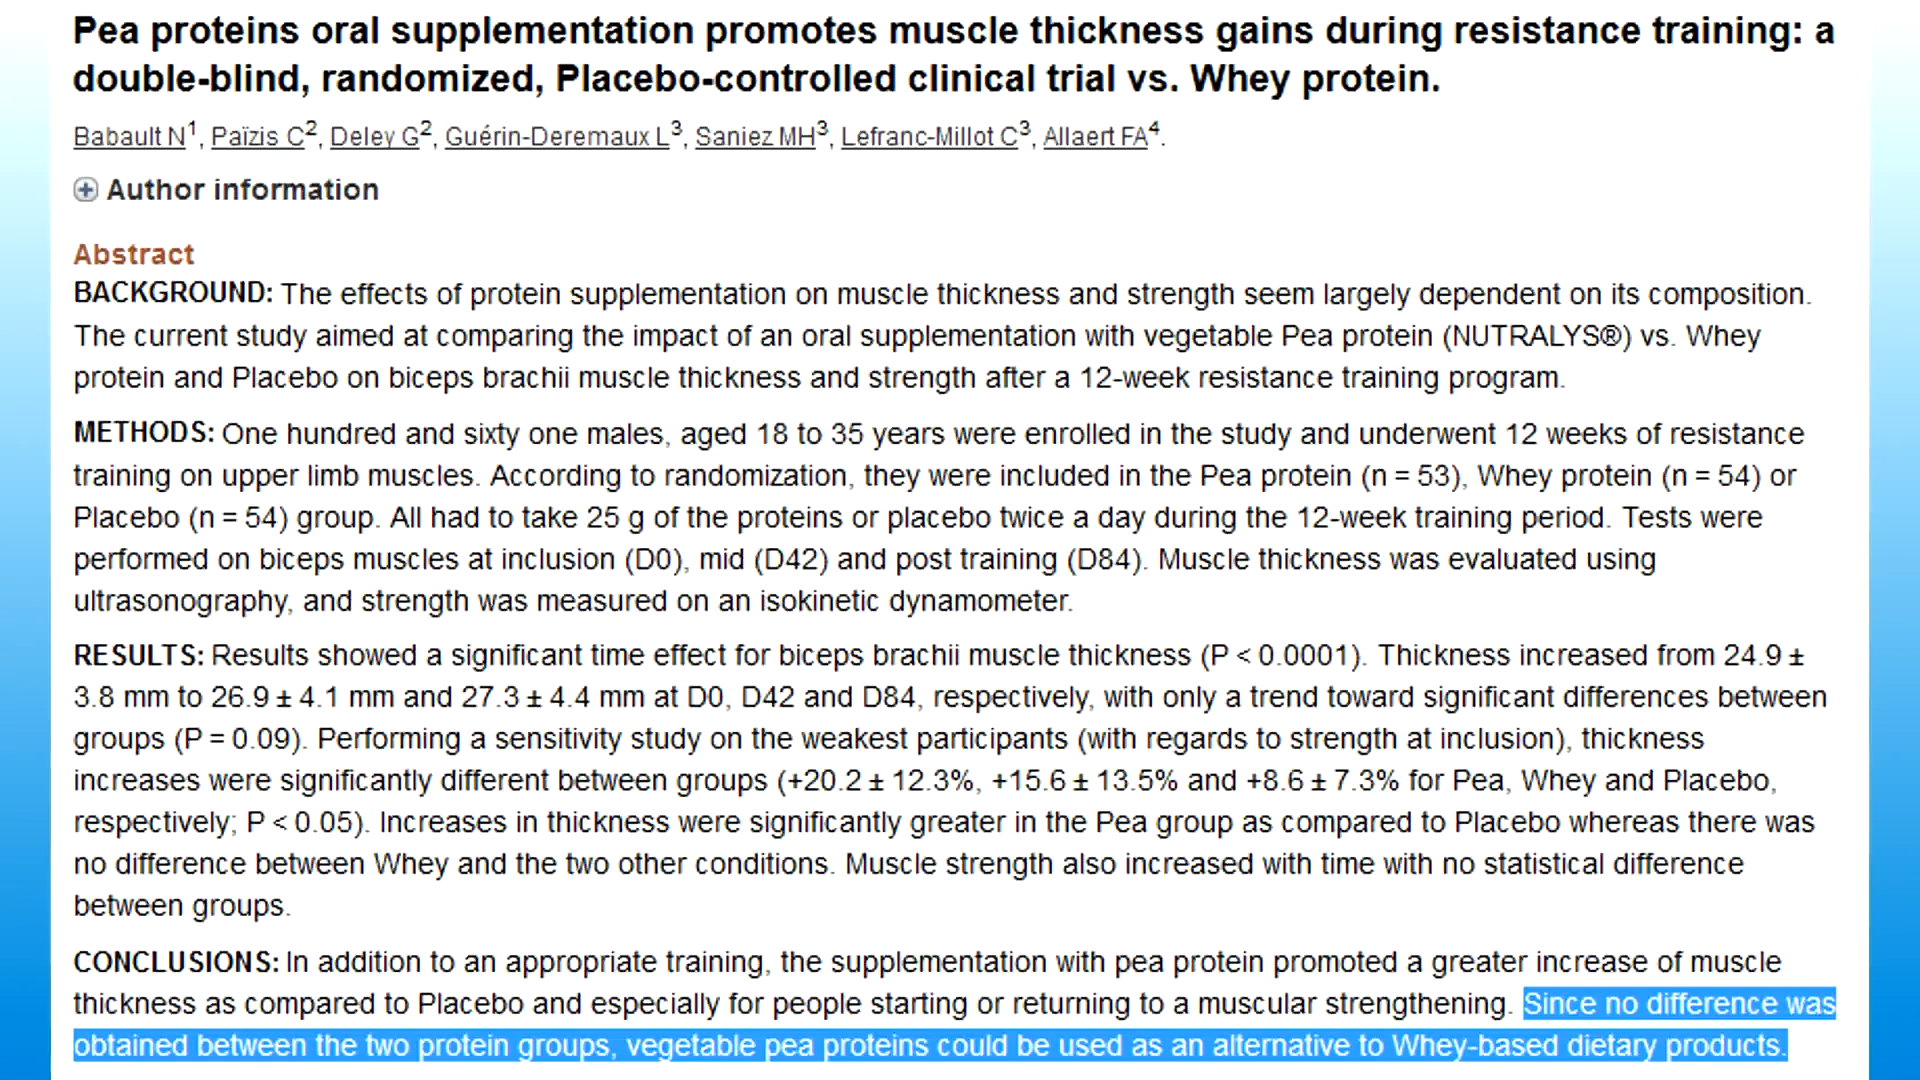 Pea proteins oral supplementation promotes muscle thickness gains during resistance training: a
double-blind, randomized, Placebo-controlled clinical trial vs. Whey protein.
Babault N1, Païzis C2, Deley G2, Guérin-Deremaux L3, Saniez MH3, Lefranc-Millot C3, Allaert FA4.
Author information
Abstract
BACKGROUND: The effects of protein supplementation on muscle thickness and strength seem largely dependent on its composition.
The current study aimed at comparing the impact of an oral supplementation with vegetable Pea protein (NUTRALYS®) vs. Whey
protein and Placebo on biceps brachii muscle thickness and strength after a 12-week resistance training program.
METHODS: One hundred and sixty one males, aged 18 to 35 years were enrolled in the study and underwent 12 weeks of resistance
training on upper limb muscles. According to randomization, they were included in the Pea protein (n = 53), Whey protein (n = 54) or
Placebo (n = 54) group. All had to take 25 g of the proteins or placebo twice a day during the 12-week training period. Tests were
performed on biceps muscles at inclusion (D0), mid (D42) and post training (D84). Muscle thickness was evaluated using
ultrasonography, and strength was measured on an isokinetic dynamometer.
RESULTS: Results showed a significant time effect for biceps brachii muscle thickness (P < 0.0001). Thickness increased from 24.9 ±
3.8 mm to 26.9 ± 4.1 mm and 27.3 ± 4.4 mm at D0, D42 and D84, respectively, with only a trend toward significant differences between
groups (P = 0.09). Performing a sensitivity study on the weakest participants (with regards to strength at inclusion), thickness
increases were significantly different between groups (+20.2 ± 12.3%, +15.6 ± 13.5% and +8.6 ± 7.3% for Pea, Whey and Placebo,
respectively; P < 0.05). Increases in thickness were significantly greater in the Pea group as compared to Placebo whereas there was
no difference between Whey and the two other conditions. Muscle strength also increased with time with no statistical difference
between groups.
CONCLUSIONS: In addition to an appropriate training, the supplementation with pea protein promoted a greater increase of muscle
thickness as compared to Placebo and especially for people starting or returning to a muscular strengthening. Since no difference was
obtained between the two protein groups, vegetable pea proteins could be used as an alternative to Whey-based dietary products.